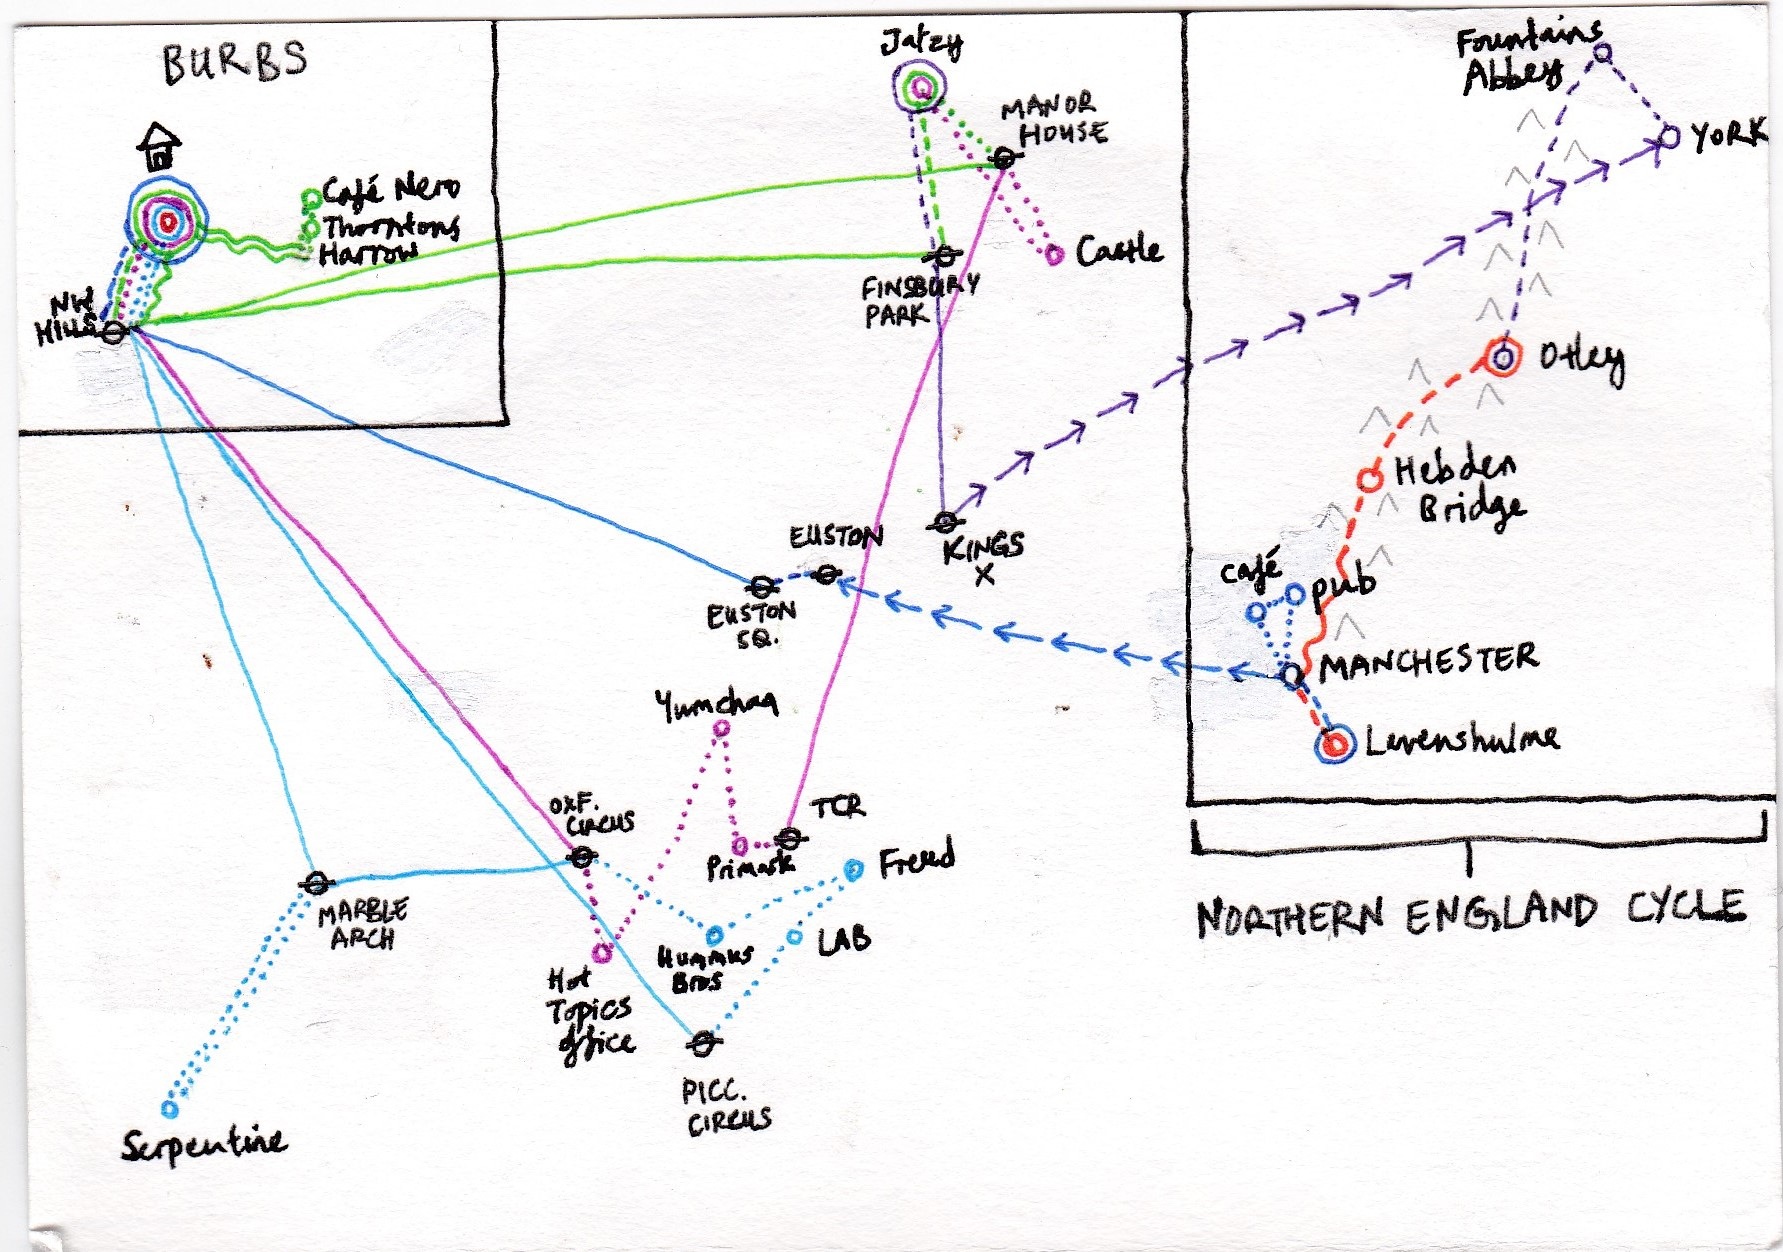 BURBS
Café Nero
Thorntons
Harrow
NW
HILLS
Jatzy
MANOR
HOUSE
Castle
FINSBURY
PARK
KINGS
X
EUSTON
EUSTON
SQ.
Fountains
Abbey
YORK
Otley
Hebden
Bridge
café
pub
MANCHESTER
Levenshulme
NORTHERN ENGLAND CYCLE
Yumchaa
OXF.
CIRCUS
TCR
Primark
Freud
MARBLE
ARCH
Hummus
Bros
LAB
Hot
Topics
office
PICC.
CIRCUS
Serpentine